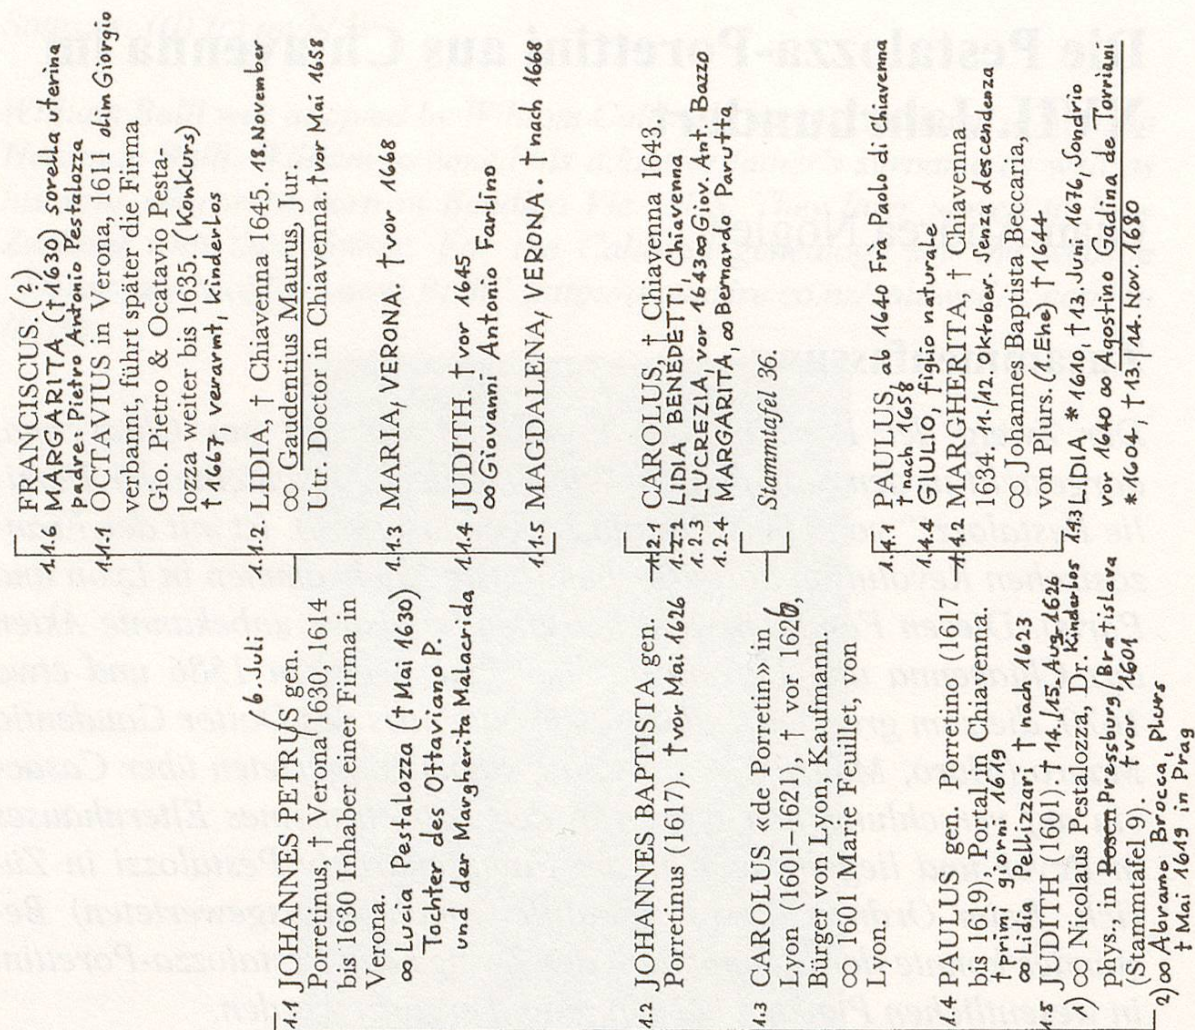 1.1 JOHANNES PETRUS gen.
Porretinus † Verona / 1630, 1614
6. Juli
bis 1630 Inhaber einer Firma in
Verona.
∞ Lucia Pestalozza († Mai 1630)
Tochter des Ottaviano P.
und der Margherita Malacrida
1.2 JOHANNES BAPTISTA gen.
Porretinus (1617), † vor Mai 1626
1.3 CAROLUS «de Porretin» in
Lyon (1601–1621), † vor 1626,
Bürger von Lyon, Kaufmann.
∞ 1601 Marie Feuillet, von
Lyon.
1.4 PAULUS, gen. Porretino (1617
bis 1619), Portal in Chiavenna.
† primi giorni 1619
∞ Lidia Pellizzari † nach 1623
1.5 JUDITH (1601), † 14./15. Aug. 1626
1) ∞ Nicolaus Pestalozza, Dr. Kinderlos
Phys., in Posen Pressburg/Bratislava
(Stammtafel 9). † vor 1601
2) ∞ Abramo Brocco, Plurs
† Mai 1619 in Prag
FRANCISCUS. (?)
1.1.6 MARGARITA, († 1630) sorella Caterina
Padre: Pietro Antonio Pestalozza
1.1.1 OCTAVIUS in Verona, 1611 olim Giorgio
verbannt, führt später die Firma
Gio. Pietro & Ocatavio Pesta-
lozza weiter bis 1635. (Konkurs)
† 1667 verarmt, kinderlos
1.1.2. LIDIA, † Chiavenna 1645. 18. November
∞ Gaudentius Maurus, Jur.
Utr. Doctor in Chiavenna. † vor Mai 1658
1.1.3 MARIA, VERONA † vor 1668
1.1.4 JUDITH. † vor 1645
∞ Giovanni Antonio Farlino
1.1.5 MAGDALENA, VERONA. † nach 1668
1.2.1 CAROLUS, † Chiavenna 1643.
1.2.2 LIDIA BENEDETTI, Chiavenna
1.2.3 LUCREZIA, † vor 1643 ∞ Giov. Ant. Bazzo
1.2.4 MARGARITA, ∞ Bernardo Parutta
Stammtafel 36.
1.4.1 PAULUS, ab 1640 Frà Paolo di Chiavenna
† nach 1658
1.4.4 GIULIO, figlio naturale
1.4.2 MARGHERITA † Chiavenna
1634. 11./12. Oktober. senza descendenza
∞ Johannes Baptista Beccaria,
von Plurs. (1. Ehe) † 1644
1.4.3 LIDIA * 1610, † 12. Juni 1676, Sondrio
vor 1640 ∞ Agostino Gadina de Torriani
* 1604, † 13./14. Nov. 1680